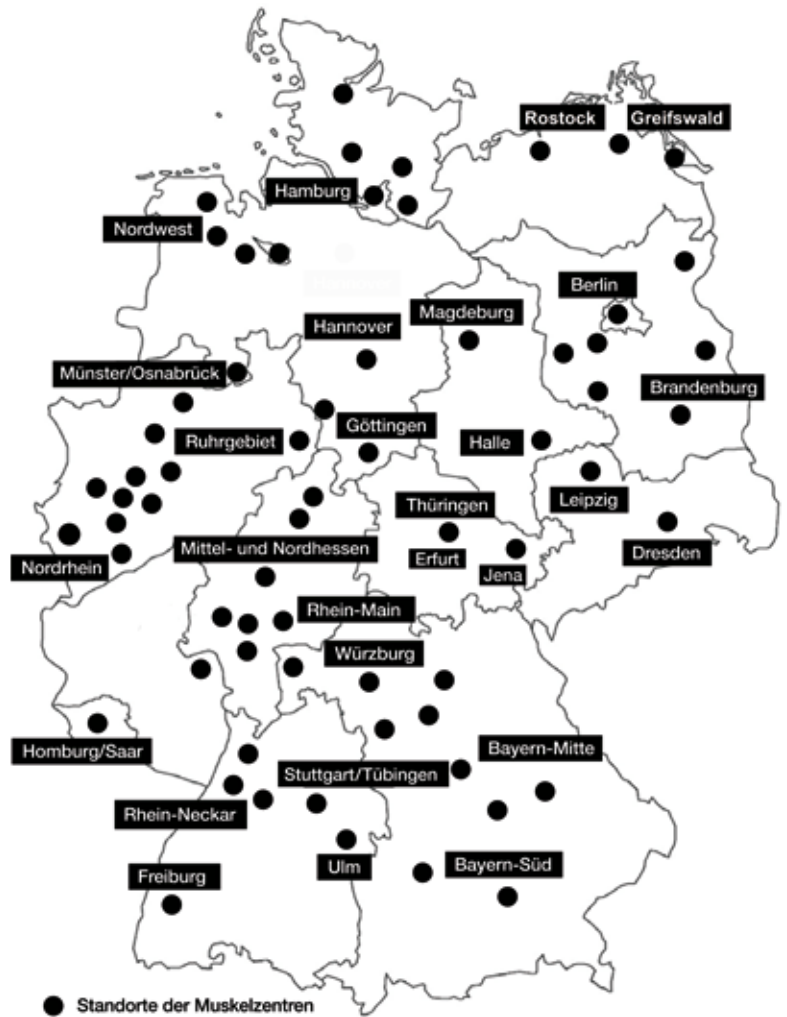 Rostock
Greifswald
Hamburg
Nordwest
Berlin
Magdeburg
Hannover
Münster/Osnabrück
Brandenburg
Göttingen
Ruhrgebiet
Halle
Leipzig
Thüringen
Erfurt
Jena
Dresden
Mittel- und Nordhessen
Nordrhein
Rhein-Main
Würzburg
Homburg/Saar
Bayern-Mitte
Stuttgart/Tübingen
Rhein-Neckar
Ulm
Bayern-Süd
Freiburg
Standorte der Muskelzentren